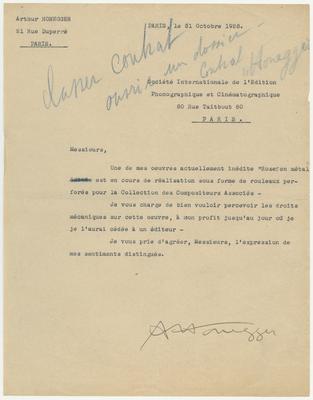 Arthur HONEGGER
21 Rue Duperré
PARIS.
PARIS, le 31 Octobre 1928.
classer contrat
ouvrir un dossier
contrat Honegger
Société Internationale de l'Edition
Phonographique et Cinématographique
80 Rue Taitbout 80
PARIS.
Messieurs,
Une de mes oeuvres actuellement inédite "
métal
est en cours de réalisation sous forme de rouleaux per-
forés pour la Collection des Compositeurs Associés -
Je vous charge de bien vouloir percevoir les droits
mécaniques sur cette oeuvre, à mon profit jusqu'au jour où je
je l'aurai cédée à un éditeur -
Je vous prie d'agréer, Messieurs, l'expression de
mes sentiments distingués.
AHonegger